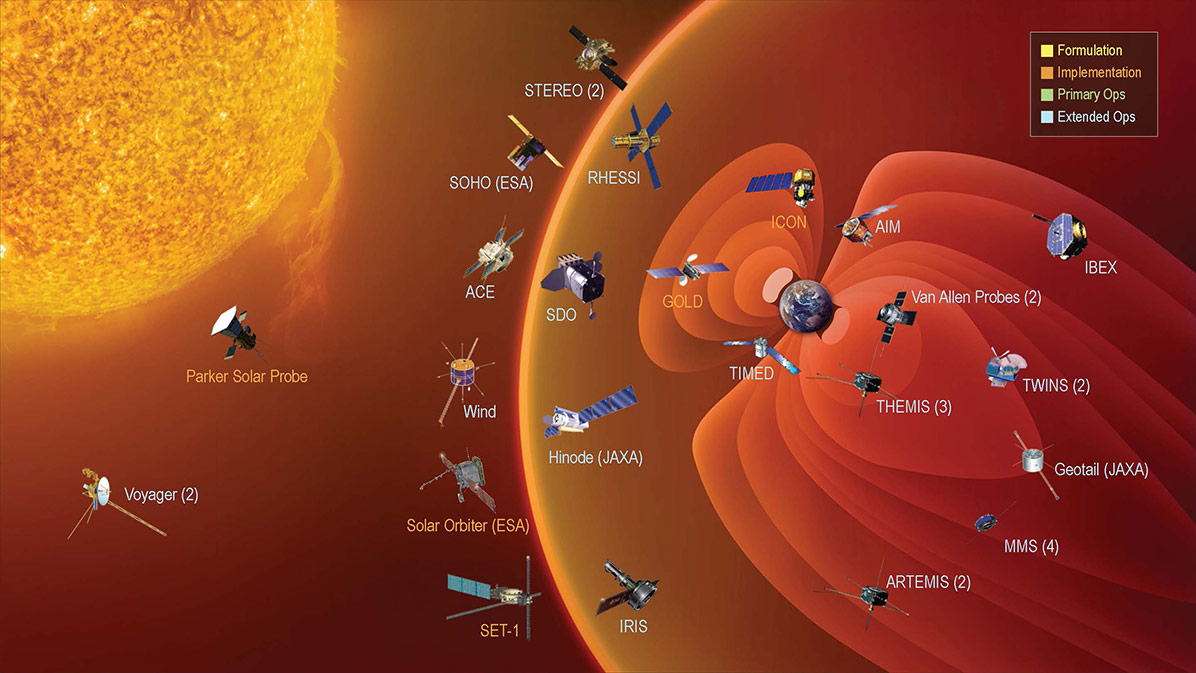 Formulation
Implementation
Primary Ops
Extended Ops
STEREO (2)
SOHO (ESA)
RHESSI
ICON
AIM
IBEX
ACE
SDO
GOLD
Van Allen Probes (2)
Parker Solar Probe
TIMED
TWINS (2)
Wind
THEMIS (3)
Hinode (JAXA)
Geotail (JAXA)
Voyager (2)
Solar Orbiter (ESA)
MMS (4)
ARTEMIS (2)
SET-1
IRIS